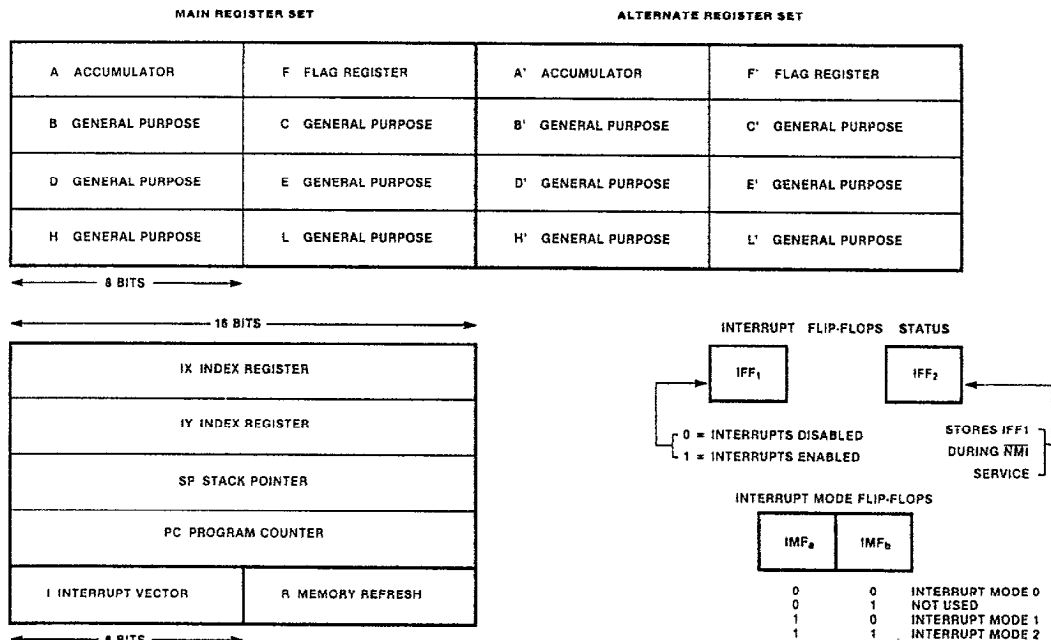 MAIN REGISTER SET
ALTERNATE REGISTER SET
A ACCUMULATOR
F FLAG REGISTER
A' ACCUMULATOR
F' FLAG REGISTER
B GENERAL PURPOSE
C GENERAL PURPOSE
B' GENERAL PURPOSE
C' GENERAL PURPOSE
D GENERAL PURPOSE
E GENERAL PURPOSE
D' GENERAL PURPOSE
E' GENERAL PURPOSE
H GENERAL PURPOSE
L GENERAL PURPOSE
H' GENERAL PURPOSE
L' GENERAL PURPOSE
8 BITS
16 BITS
IX INDEX REGISTER
IY INDEX REGISTER
SP STACK POINTER
PC PROGRAM COUNTER
I INTERRUPT VECTOR
R MEMORY REFRESH
8 BITS
INTERRUPT FLIP-FLOPS STATUS
IFF₁
IFF₂
0 = INTERRUPTS DISABLED
1 = INTERRUPTS ENABLED
STORES IFF1
DURING N̅M̅I̅
SERVICE
INTERRUPT MODE FLIP-FLOPS
IMFₐ
IMFb
0 0 INTERRUPT MODE 0
0 1 NOT USED
1 0 INTERRUPT MODE 1
1 1 INTERRUPT MODE 2